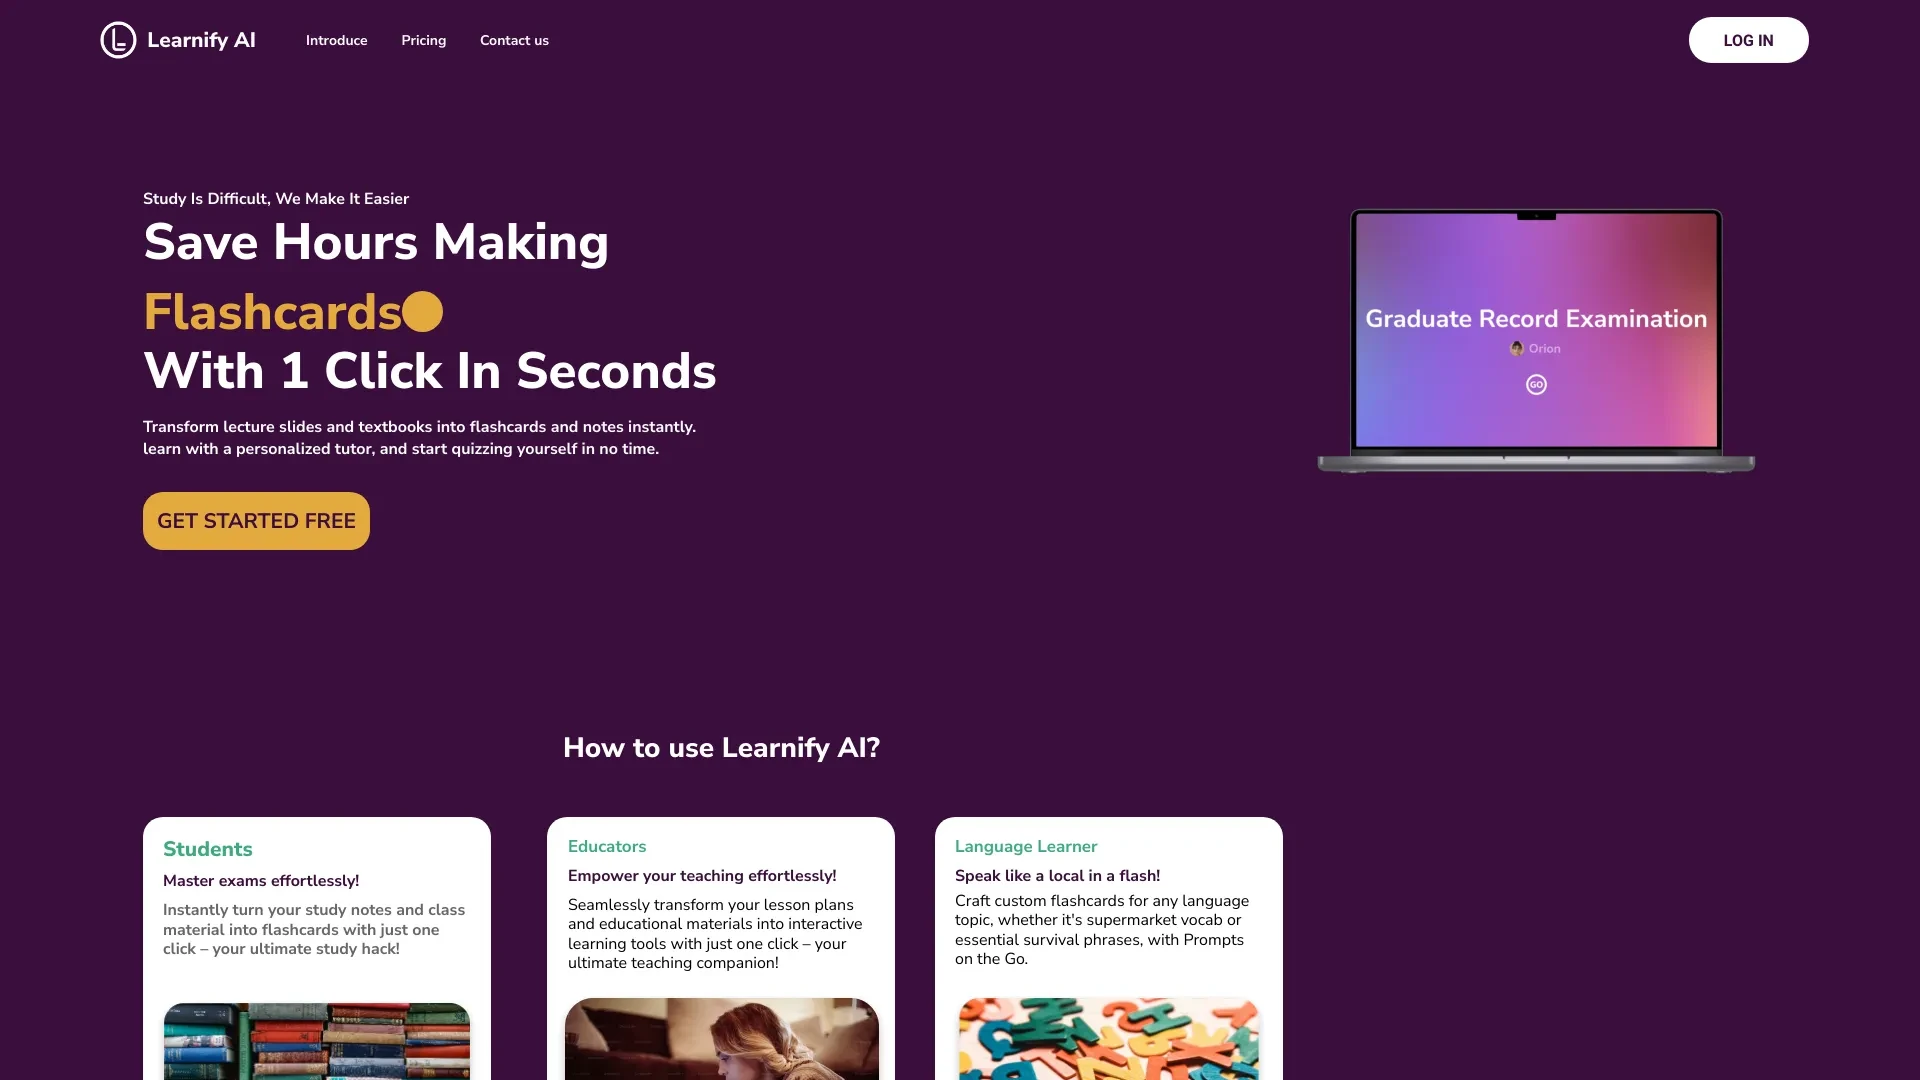 Learnify AI
Introduce
Pricing
Contact us
LOG IN
Study Is Difficult, We Make It Easier
Save Hours Making
Flashcards
With 1 Click In Seconds
Transform lecture slides and textbooks into flashcards and notes instantly.
learn with a personalized tutor, and start quizzing yourself in no time.
GET STARTED FREE
Graduate Record Examination
Orion
GO
How to use Learnify AI?
Students
Master exams effortlessly!
Instantly turn your study notes and class
material into flashcards with just one
click – your ultimate study hack!
Educators
Empower your teaching effortlessly!
Seamlessly transform your lesson plans
and educational materials into interactive
learning tools with just one click – your
ultimate teaching companion!
Language Learner
Speak like a local in a flash!
Craft custom flashcards for any language
topic, whether it's supermarket vocab or
essential survival phrases, with Prompts
on the Go.